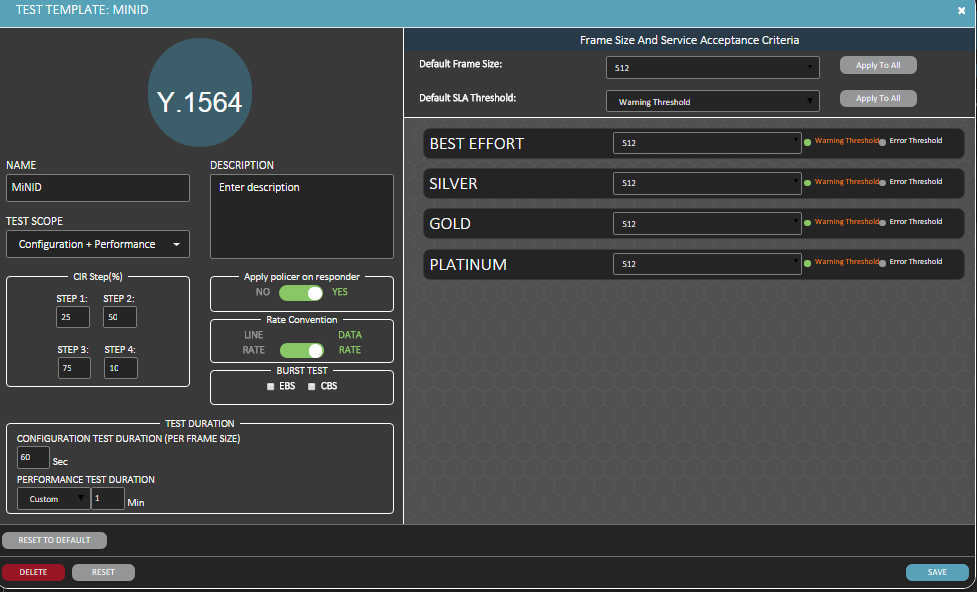 TEST TEMPLATE: MINID
Y.1564
NAME
MiNID
DESCRIPTION
Enter description
TEST SCOPE
Configuration + Performance
CIR Step(%)
STEP 1: STEP 2:
25 50
STEP 3: STEP 4:
75 10
Apply policer on responder
NO YES
Rate Convention
LINE RATE DATA RATE
BURST TEST
EBS CBS
TEST DURATION
CONFIGURATION TEST DURATION (PER FRAME SIZE)
60 Sec
PERFORMANCE TEST DURATION
Custom 1 Min
Frame Size And Service Acceptance Criteria
Default Frame Size: 512 Apply To All
Default SLA Threshold: Warning Threshold Apply To All
BEST EFFORT 512 Warning Threshold Error Threshold
SILVER 512 Warning Threshold Error Threshold
GOLD 512 Warning Threshold Error Threshold
PLATINUM 512 Warning Threshold Error Threshold
RESET TO DEFAULT
DELETE RESET SAVE